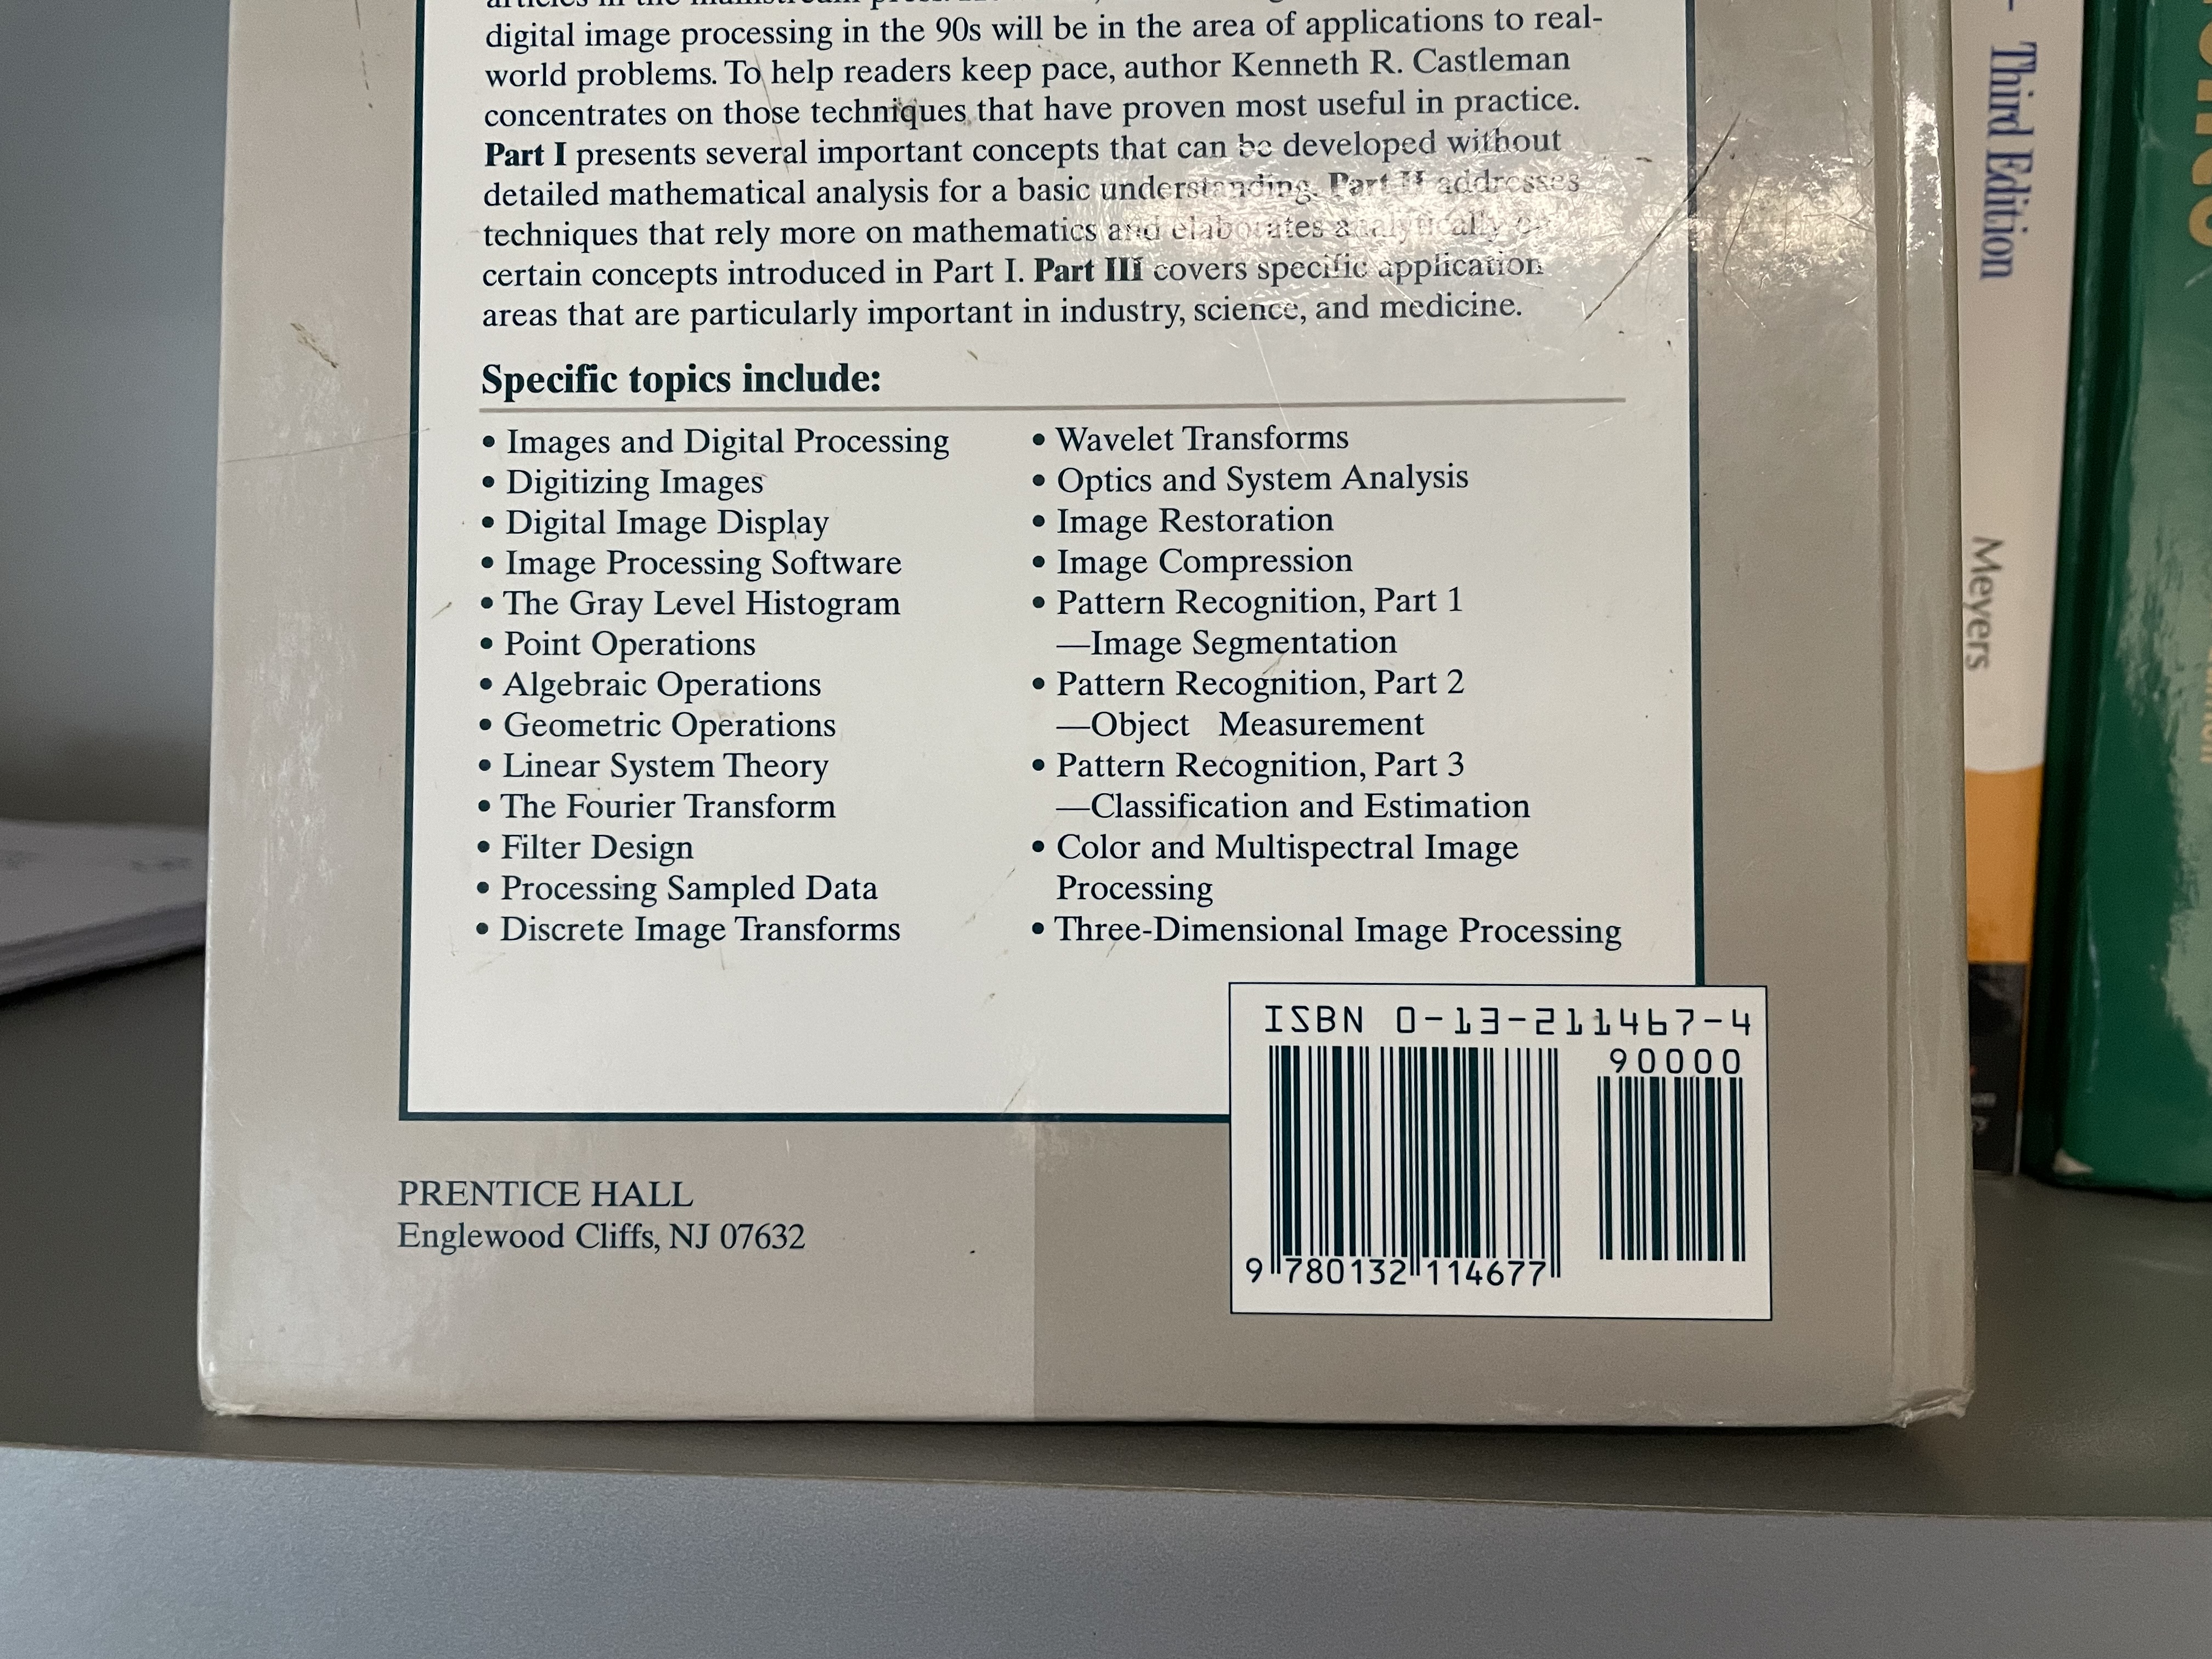 digital image processing in the 90s will be in the area of applications to real-
world problems. To help readers keep pace, author Kenneth R. Castleman
concentrates on those techniques that have proven most useful in practice.
Part I presents several important concepts that can be developed without
detailed mathematical analysis for a basic understanding. Part II addresses
techniques that rely more on mathematics and elaborates analytically on
certain concepts introduced in Part I. Part III covers specific application
areas that are particularly important in industry, science, and medicine.
Specific topics include:
• Images and Digital Processing
• Digitizing Images
• Digital Image Display
• Image Processing Software
• The Gray Level Histogram
• Point Operations
• Algebraic Operations
• Geometric Operations
• Linear System Theory
• The Fourier Transform
• Filter Design
• Processing Sampled Data
• Discrete Image Transforms
• Wavelet Transforms
• Optics and System Analysis
• Image Restoration
• Image Compression
• Pattern Recognition, Part 1
—Image Segmentation
• Pattern Recognition, Part 2
—Object Measurement
• Pattern Recognition, Part 3
—Classification and Estimation
• Color and Multispectral Image
Processing
• Three-Dimensional Image Processing
ISBN 0-13-211467-4
90000
9 780132 114677
PRENTICE HALL
Englewood Cliffs, NJ 07632
Third Edition
Meyers